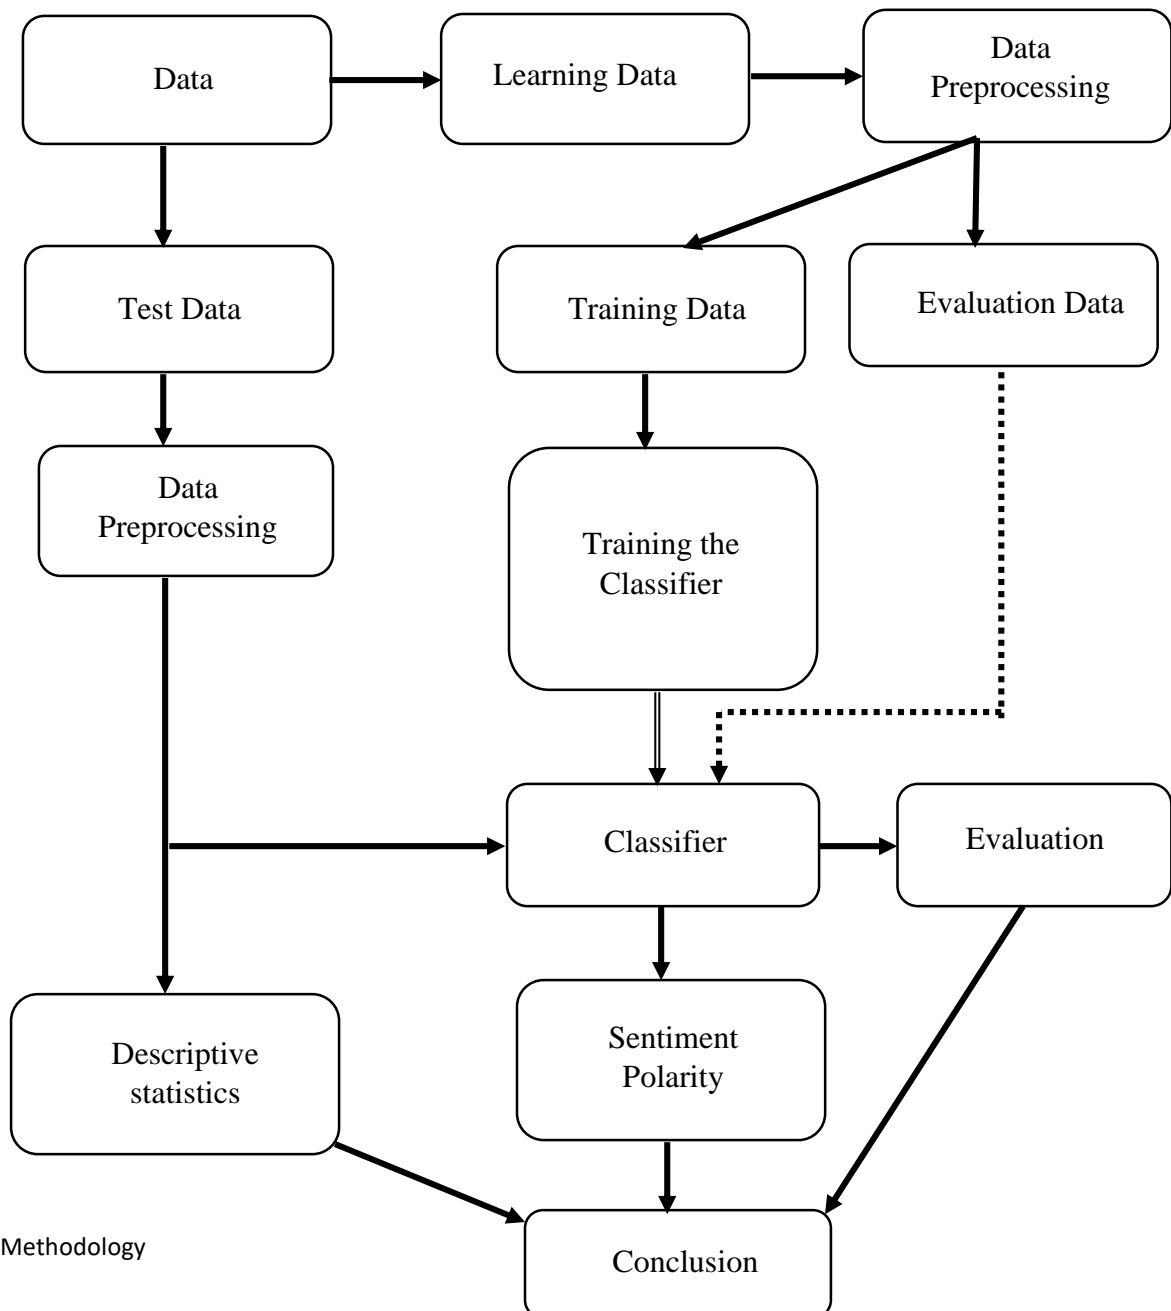 Data
Learning Data
Data
Preprocessing
Test Data
Training Data
Evaluation Data
Data
Preprocessing
Training the
Classifier
Classifier
Evaluation
Descriptive
statistics
Sentiment
Polarity
Methodology
Conclusion